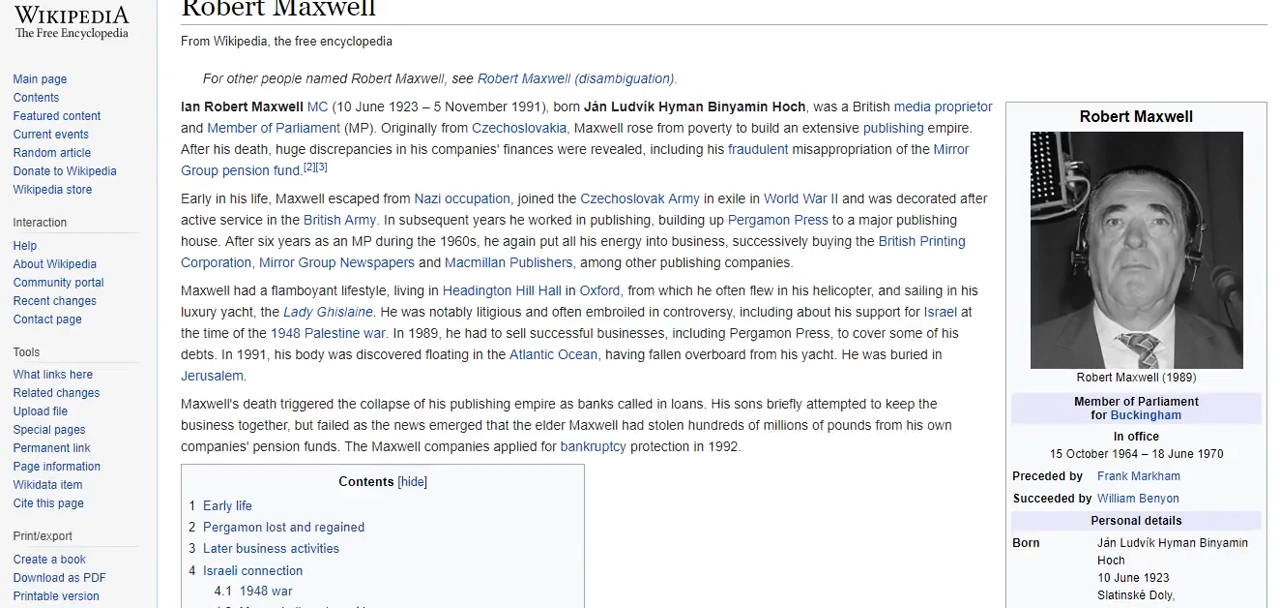 WIKIPEDIA
The Free Encyclopedia
Main page
Contents
Featured content
Current events
Random article
Donate to Wikipedia
Wikipedia store
Interaction
Help
About Wikipedia
Community portal
Recent changes
Contact page
Tools
What links here
Related changes
Upload file
Special pages
Permanent link
Page information
Wikidata item
Cite this page
Print/export
Create a book
Download as PDF
Printable version
Robert Maxwell
From Wikipedia, the free encyclopedia
For other people named Robert Maxwell, see Robert Maxwell (disambiguation).
Ian Robert Maxwell MC (10 June 1923 – 5 November 1991), born Ján Ludvík Hyman Binyamin Hoch, was a British media proprietor
and Member of Parliament (MP). Originally from Czechoslovakia, Maxwell rose from poverty to build an extensive publishing empire.
After his death, huge discrepancies in his companies' finances were revealed, including his fraudulent misappropriation of the Mirror
Group pension fund.[2][3]
Early in his life, Maxwell escaped from Nazi occupation, joined the Czechoslovak Army in exile in World War II and was decorated after
active service in the British Army. In subsequent years he worked in publishing, building up Pergamon Press to a major publishing
house. After six years as an MP during the 1960s, he again put all his energy into business, successively buying the British Printing
Corporation, Mirror Group Newspapers and Macmillan Publishers, among other publishing companies.
Maxwell had a flamboyant lifestyle, living in Headington Hill Hall in Oxford, from which he often flew in his helicopter, and sailing in his
luxury yacht, the Lady Ghislaine. He was notably litigious and often embroiled in controversy, including about his support for Israel at
the time of the 1948 Palestine war. In 1989, he had to sell successful businesses, including Pergamon Press, to cover some of his
debts. In 1991, his body was discovered floating in the Atlantic Ocean, having fallen overboard from his yacht. He was buried in
Jerusalem.
Maxwell's death triggered the collapse of his publishing empire as banks called in loans. His sons briefly attempted to keep the
business together, but failed as the news emerged that the elder Maxwell had stolen hundreds of millions of pounds from his own
companies' pension funds. The Maxwell companies applied for bankruptcy protection in 1992.
Contents [hide]
1 Early life
2 Pergamon lost and regained
3 Later business activities
4 Israeli connection
4.1 1948 war
Robert Maxwell
Robert Maxwell (1989)
Member of Parliament
for Buckingham
In office
15 October 1964 – 18 June 1970
Preceded by Frank Markham
Succeeded by William Benyon
Personal details
Born Ján Ludvík Hyman Binyamin
Hoch
10 June 1923
Slatinské Doly,